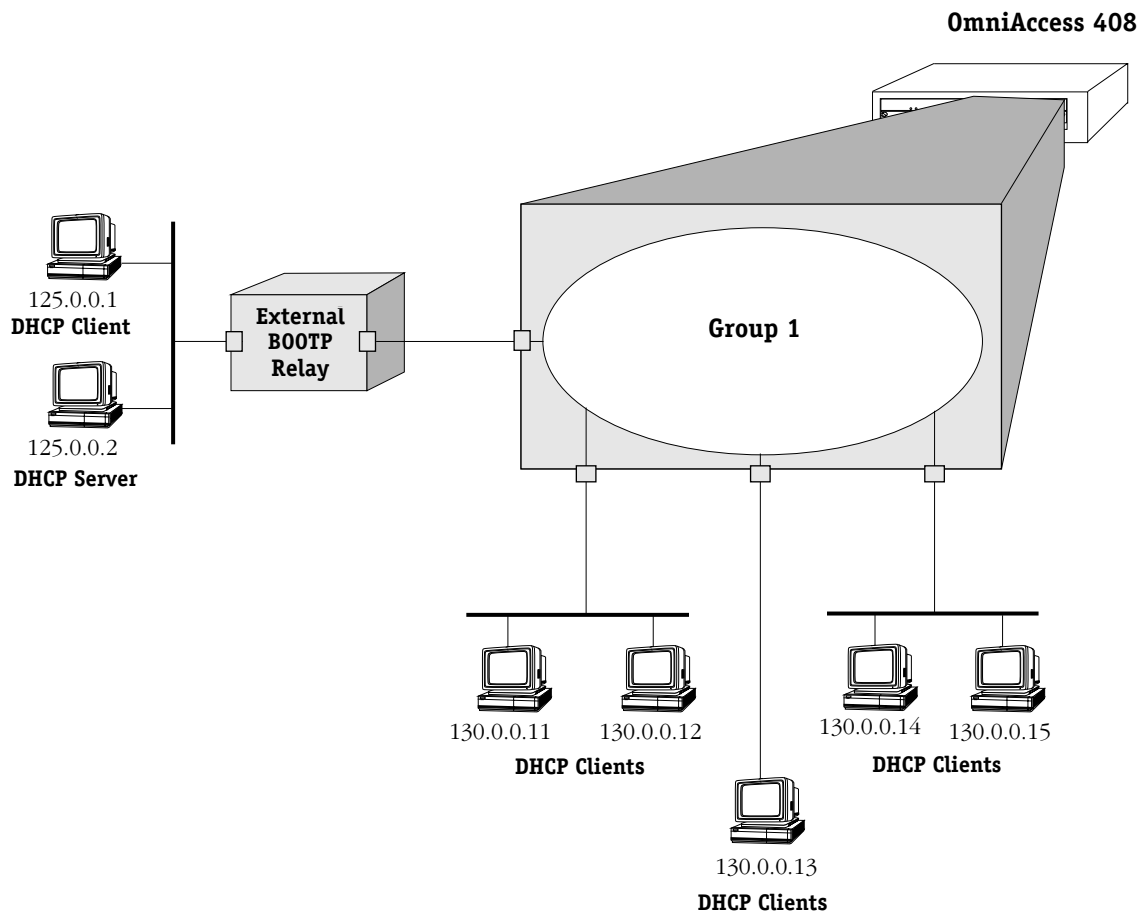 OmniAccess 408
125.0.0.1
DHCP Client
External
BOOTP
Relay
Group 1
125.0.0.2
DHCP Server
130.0.0.11
130.0.0.12
DHCP Clients
130.0.0.14
130.0.0.15
DHCP Clients
130.0.0.13
DHCP Clients